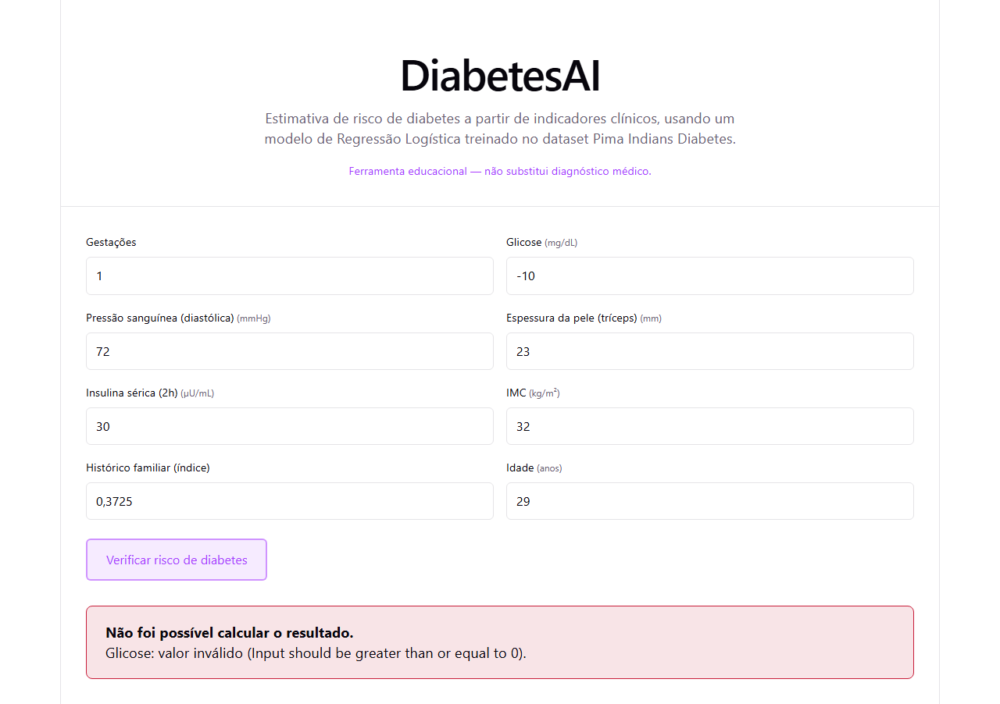 DiabetesAI
Estimativa de risco de diabetes a partir de indicadores clínicos, usando um
modelo de Regressão Logística treinado no dataset Pima Indians Diabetes.
Ferramenta educacional — não substitui diagnóstico médico.
Gestações
1
Glicose (mg/dL)
-10
Pressão sanguínea (diastólica) (mmHg)
72
Espessura da pele (tríceps) (mm)
23
Insulina sérica (2h) (µU/mL)
30
IMC (kg/m²)
32
Histórico familiar (índice)
0,3725
Idade (anos)
29
Verificar risco de diabetes
Não foi possível calcular o resultado.
Glicose: valor inválido (Input should be greater than or equal to 0).